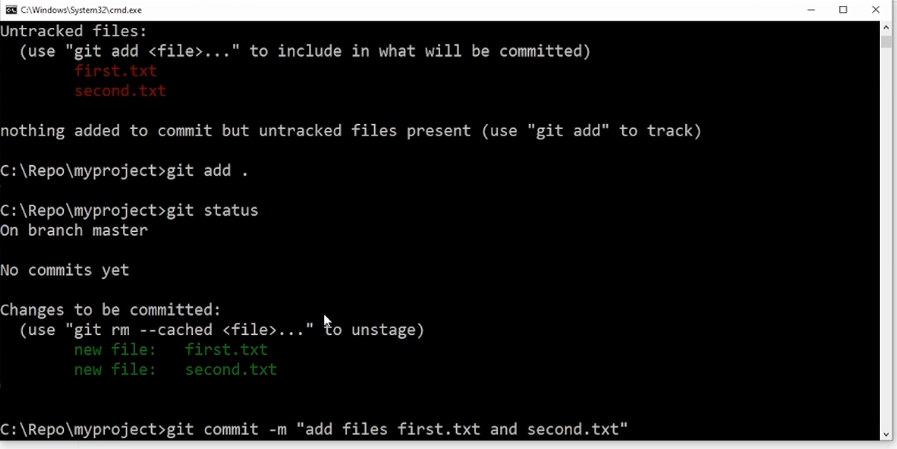 C:\Windows\System32\cmd.exe
Untracked files:
  (use "git add <file>..." to include in what will be committed)
        first.txt
        second.txt
nothing added to commit but untracked files present (use "git add" to track)
C:\Repo\myproject>git add .
C:\Repo\myproject>git status
On branch master
No commits yet
Changes to be committed:
  (use "git rm --cached <file>..." to unstage)
        new file:   first.txt
        new file:   second.txt
C:\Repo\myproject>git commit -m "add files first.txt and second.txt"